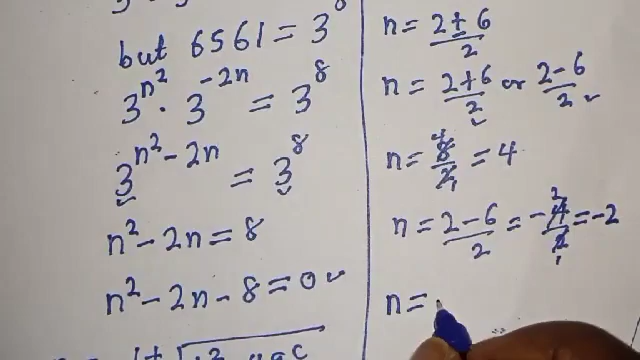 but 6561 = 3^8
3^{n^2} · 3^{-2n} = 3^8
3^{n^2 - 2n} = 3^8
n^2 - 2n = 8
n^2 - 2n - 8 = 0
n = 2 ± 6 / 2
n = 2 + 6 / 2 or 2 - 6 / 2
n = 8 / 2 = 4
n = 2 - 6 / 2 = -4 / 2 = -2
n =